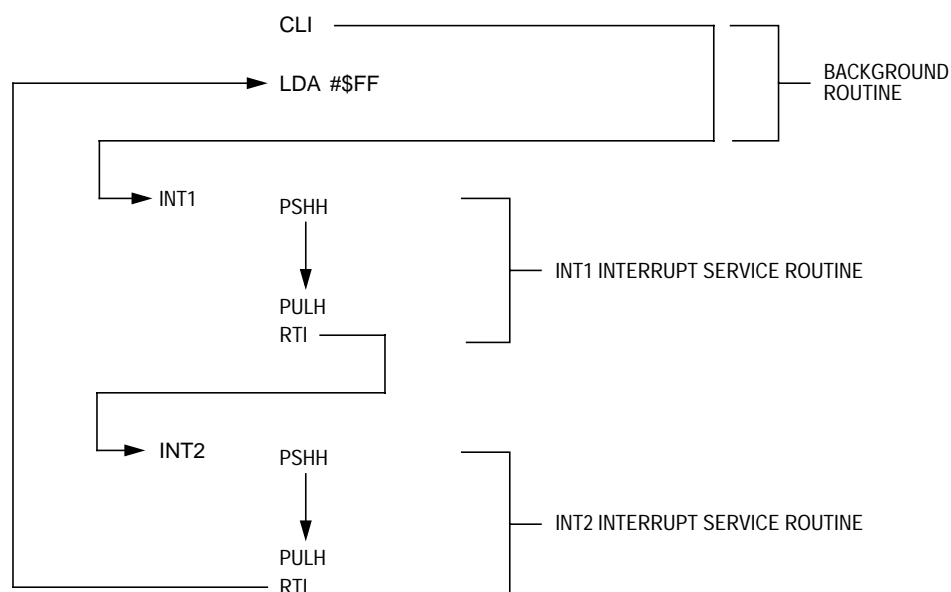 CLI
LDA #$FF
BACKGROUND
ROUTINE
INT1
PSHH
INT1 INTERRUPT SERVICE ROUTINE
PULH
RTI
INT2
PSHH
INT2 INTERRUPT SERVICE ROUTINE
PULH
RTI